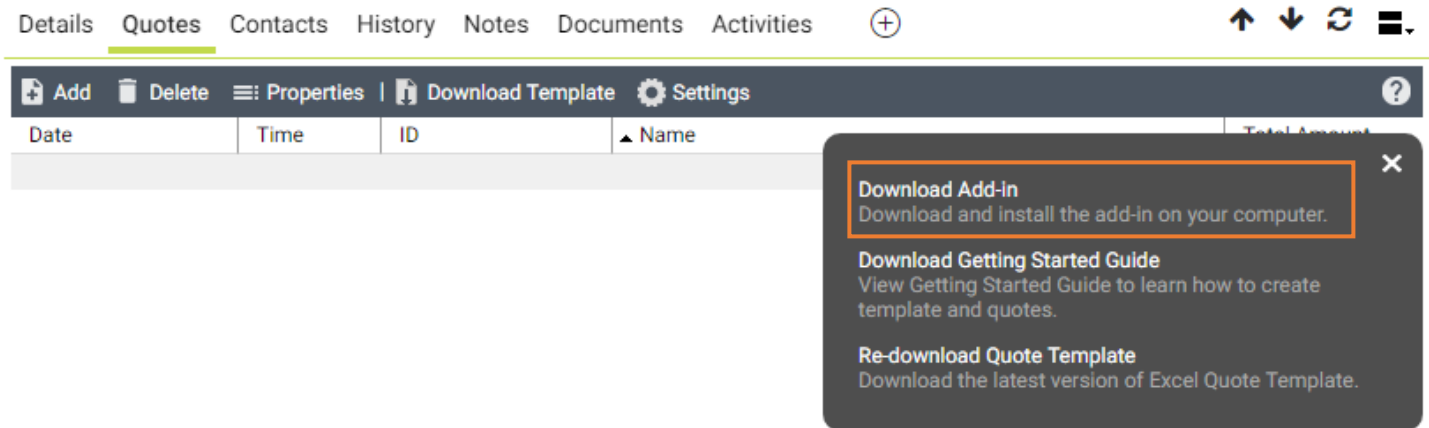 Details Quotes Contacts History Notes Documents Activities
Add Delete Properties | Download Template Settings ?
Date Time ID Name Total Amount
Download Add-in
Download and install the add-in on your computer.
Download Getting Started Guide
View Getting Started Guide to learn how to create
template and quotes.
Re-download Quote Template
Download the latest version of Excel Quote Template.